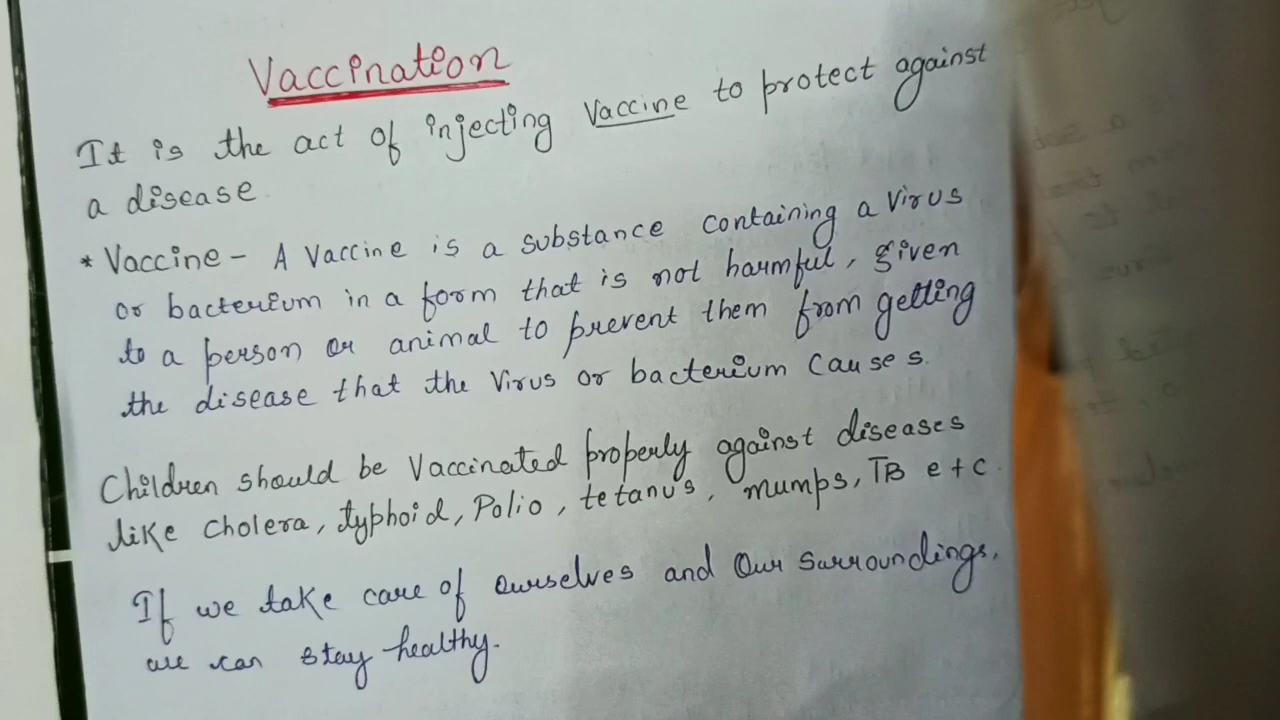 Vaccination
It is the act of injecting Vaccine to protect against
a disease
* Vaccine - A Vaccine is a substance containing a Virus
or bacterium in a form that is not harmful, given
to a person or animal to prevent them from getting
the disease that the Virus or bacterium causes.
Children should be Vaccinated properly against diseases
like Cholera, typhoid, Polio, tetanus, mumps, TB etc.
If we take care of ourselves and Our Surroundings,
we can stay healthy.